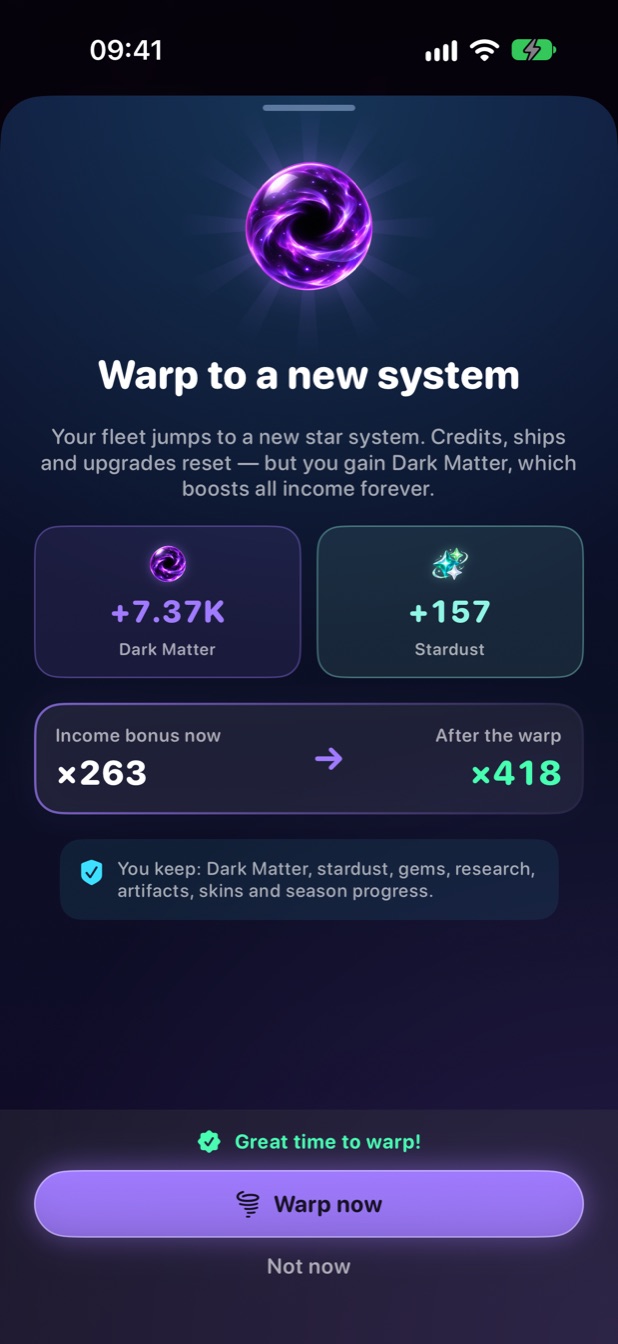 09:41
Warp to a new system
Your fleet jumps to a new star system. Credits, ships
and upgrades reset — but you gain Dark Matter, which
boosts all income forever.
+7.37K
Dark Matter
+157
Stardust
Income bonus now
×263
After the warp
×418
You keep: Dark Matter, stardust, gems, research,
artifacts, skins and season progress.
Great time to warp!
Warp now
Not now